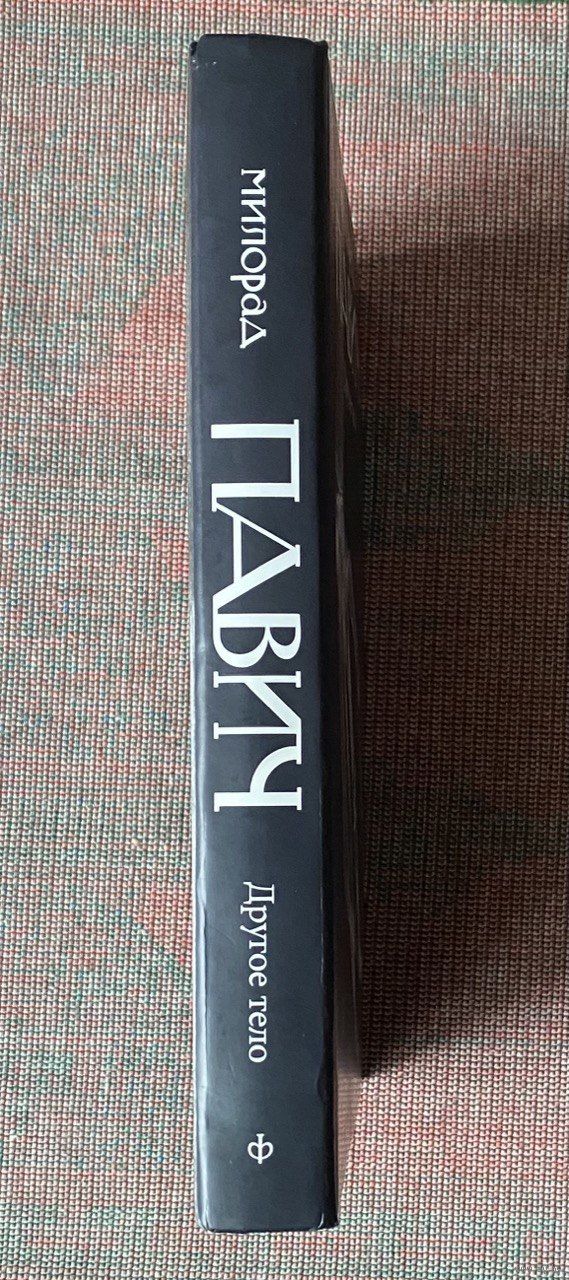 милорад
ПАВИЧ
Другое тело